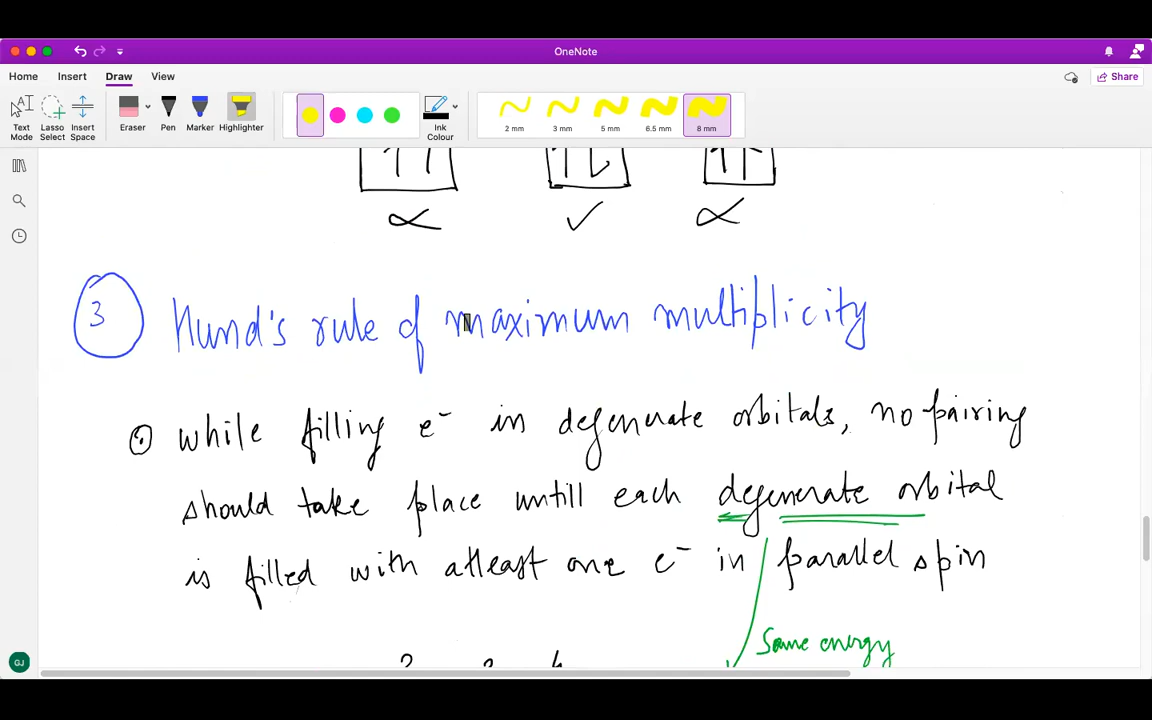 OneNote
Home Insert Draw View
Share
Text Mode
Lasso Select
Insert Space
Eraser
Pen
Marker
Highlighter
Ink Colour
2 mm
3 mm
5 mm
6.5 mm
8 mm
3 Hund's rule of maximum multiplicity
while filling e⁻ in degenerate orbitals, no pairing
should take place untill each degenerate orbital
is filled with atleast one e⁻ in parallel spin
Same energy
GJ